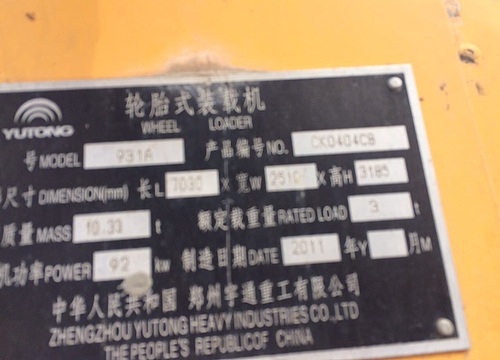 轮胎式装载机
YUTONG WHEEL LOADER
号MODEL 931A 产品编号NO. CK0404C8
尺寸DIMENSION(mm) 长L 7030 X 宽W 2510 X 高H 3185
质量MASS 10.33 t 额定载重量RATED LOAD 3 t
机功率POWER 92 kw 制造日期DATE 2011 年Y 月M
中华人民共和国 郑州宇通重工有限公司
ZHENGZHOU YUTONG HEAVY INDUSTRIES CO.,LTD
THE PEOPLE'S REPUBLIC OF CHINA